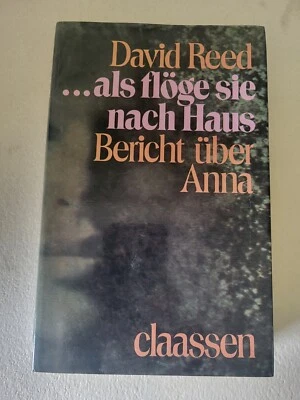 David Reed
...als flöge sie
nach Haus
Bericht über
Anna
claassen